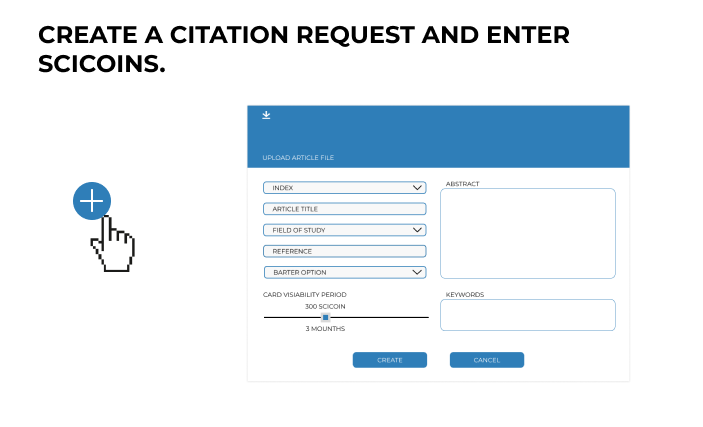 CREATE A CITATION REQUEST AND ENTER
SCICOINS.
UPLOAD ARTICLE FILE
INDEX
ARTICLE TITLE
FIELD OF STUDY
REFERENCE
BARTER OPTION
CARD VISIABILITY PERIOD
300 SCICOIN
3 MOUNTHS
ABSTRACT
KEYWORDS
CREATE
CANCEL